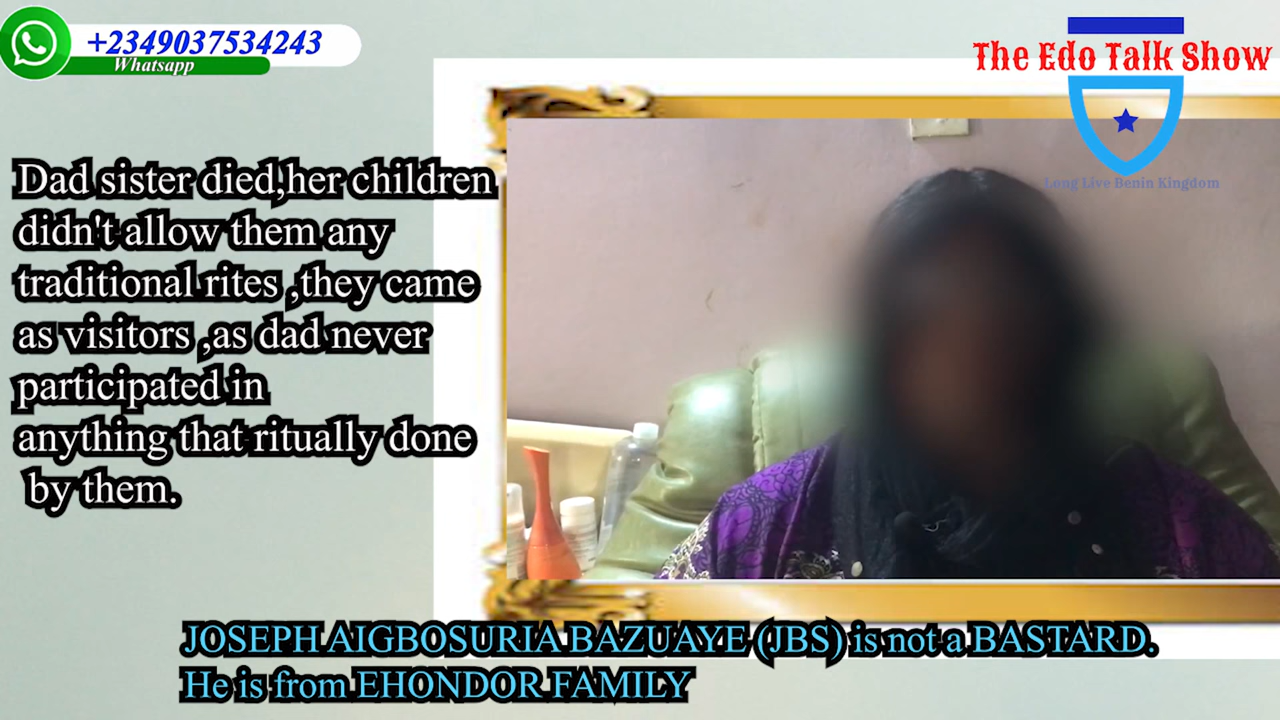 +2349037534243
Whatsapp
The Edo Talk Show
Long Live Benin Kingdom
Dad sister died,her children
didn't allow them any
traditional rites ,they came
as visitors ,as dad never
participated in
anything that ritually done
by them.
JOSEPH AIGBOSURIA BAZUAYE (JBS) is not a BASTARD.
He is from EHONDOR FAMILY